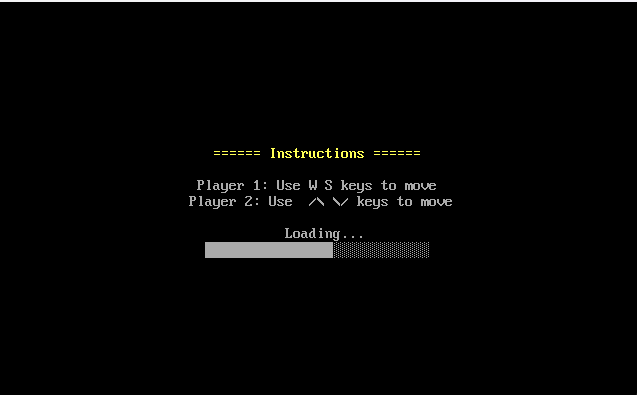 ====== Instructions ======
Player 1: Use W S keys to move
Player 2: Use /\ \/ keys to move
Loading...